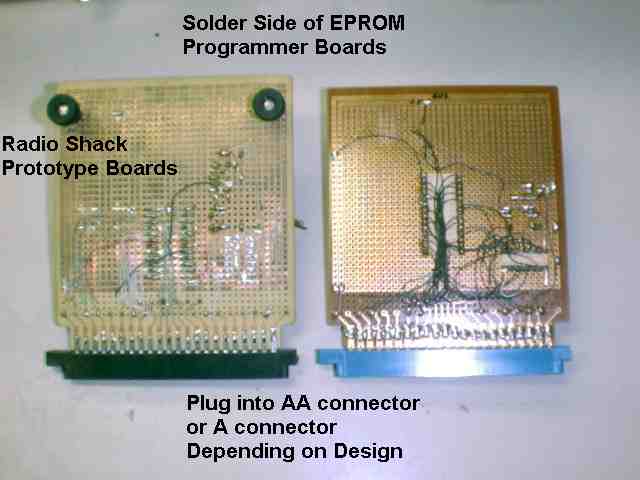 Solder Side of EPROM
Programmer Boards
Radio Shack
Prototype Boards
Plug into AA connector
or A connector
Depending on Design